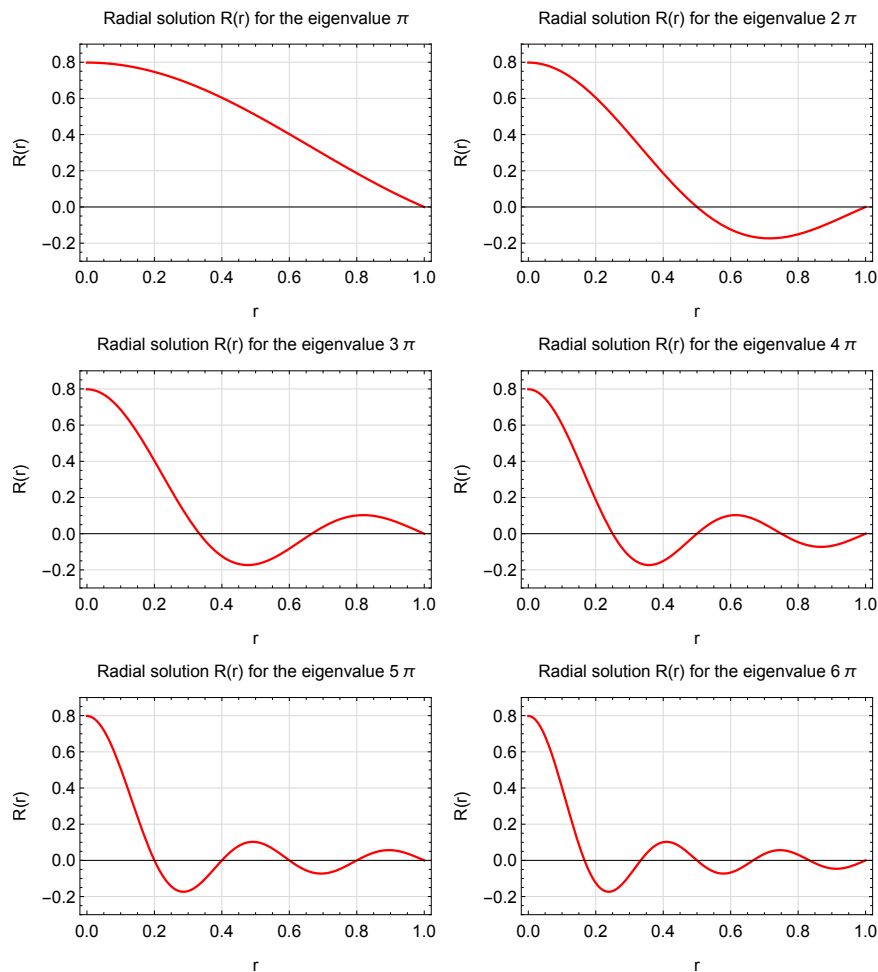 Radial solution R(r) for the eigenvalue π
0.8
0.6
0.4
0.2
0.0
−0.2
R(r)
0.0 0.2 0.4 0.6 0.8 1.0
r
Radial solution R(r) for the eigenvalue 2 π
0.8
0.6
0.4
0.2
0.0
−0.2
R(r)
0.0 0.2 0.4 0.6 0.8 1.0
r
Radial solution R(r) for the eigenvalue 3 π
0.8
0.6
0.4
0.2
0.0
−0.2
R(r)
0.0 0.2 0.4 0.6 0.8 1.0
r
Radial solution R(r) for the eigenvalue 4 π
0.8
0.6
0.4
0.2
0.0
−0.2
R(r)
0.0 0.2 0.4 0.6 0.8 1.0
r
Radial solution R(r) for the eigenvalue 5 π
0.8
0.6
0.4
0.2
0.0
−0.2
R(r)
0.0 0.2 0.4 0.6 0.8 1.0
r
Radial solution R(r) for the eigenvalue 6 π
0.8
0.6
0.4
0.2
0.0
−0.2
R(r)
0.0 0.2 0.4 0.6 0.8 1.0
r